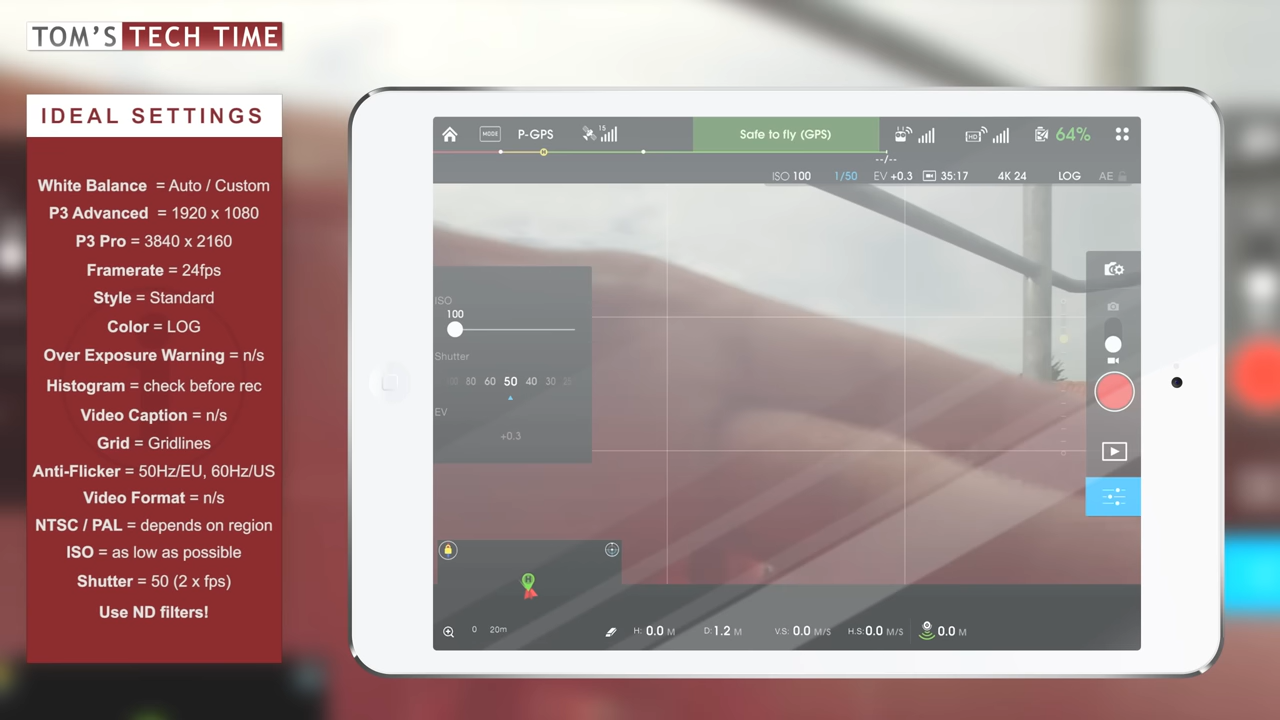 TOM'S TECH TIME
IDEAL SETTINGS
White Balance = Auto / Custom
P3 Advanced = 1920 x 1080
P3 Pro = 3840 x 2160
Framerate = 24fps
Style = Standard
Color = LOG
Over Exposure Warning = n/s
Histogram = check before rec
Video Caption = n/s
Grid = Gridlines
Anti-Flicker = 50Hz/EU, 60Hz/US
Video Format = n/s
NTSC / PAL = depends on region
ISO = as low as possible
Shutter = 50 (2 x fps)
Use ND filters!
MODE P-GPS 15 Safe to fly (GPS) HD 64%
H
--/--
ISO 100 1/50 EV +0.3 35:17 4K 24 LOG AE
ISO
100
Shutter
80 60 50 40 30
EV
+0.3
H
0 20m H: 0.0 M D: 1.2 M V.S: 0.0 M/S H.S: 0.0 M/S 0.0 M